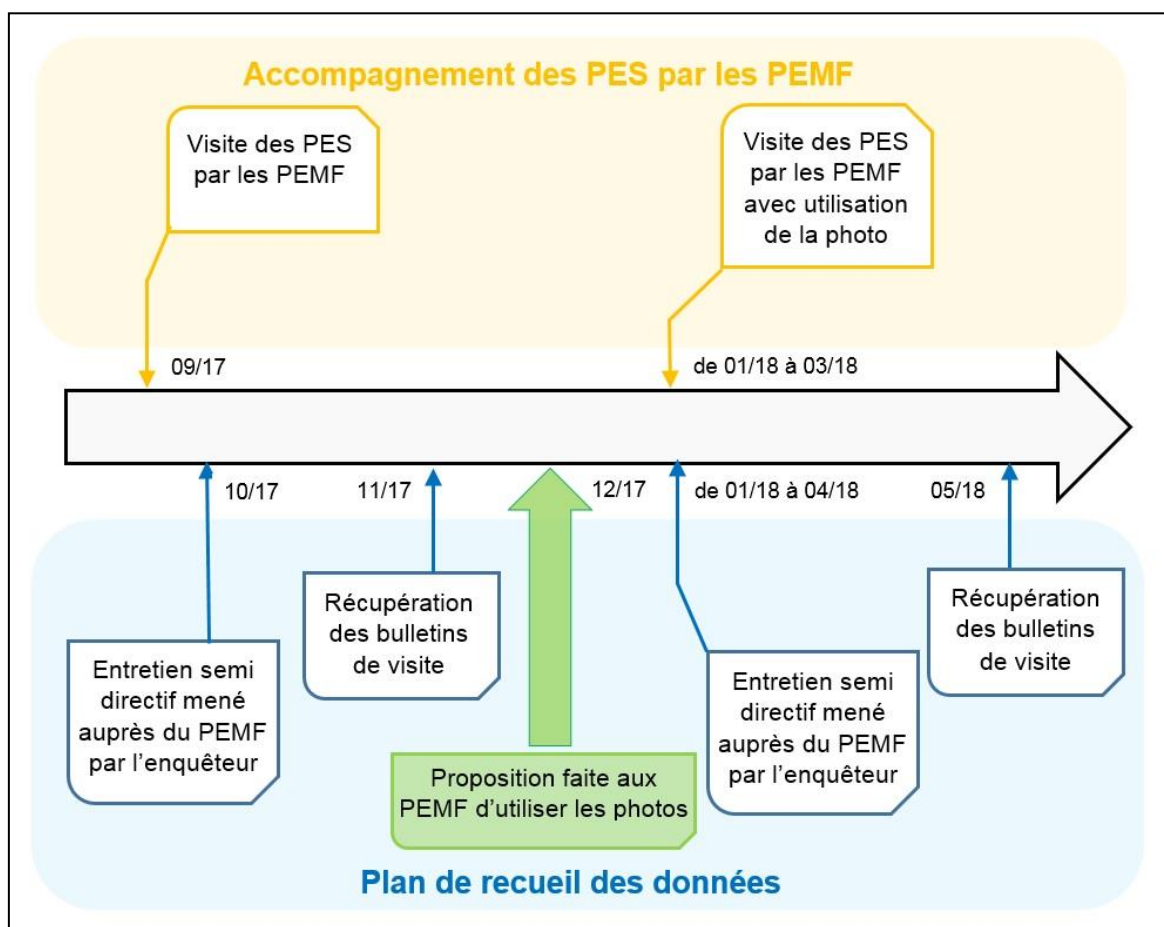 Accompagnement des PES par les PEMF
Visite des PES
par les PEMF
Visite des PES
par les PEMF
avec utilisation
de la photo
09/17
de 01/18 à 03/18
10/17
11/17
12/17
de 01/18 à 04/18
05/18
Entretien semi
directif mené
auprès du PEMF
par l’enquêteur
Récupération
des bulletins
de visite
Proposition faite aux
PEMF d’utiliser les photos
Entretien semi
directif mené
auprès du PEMF
par l’enquêteur
Récupération
des bulletins
de visite
Plan de recueil des données